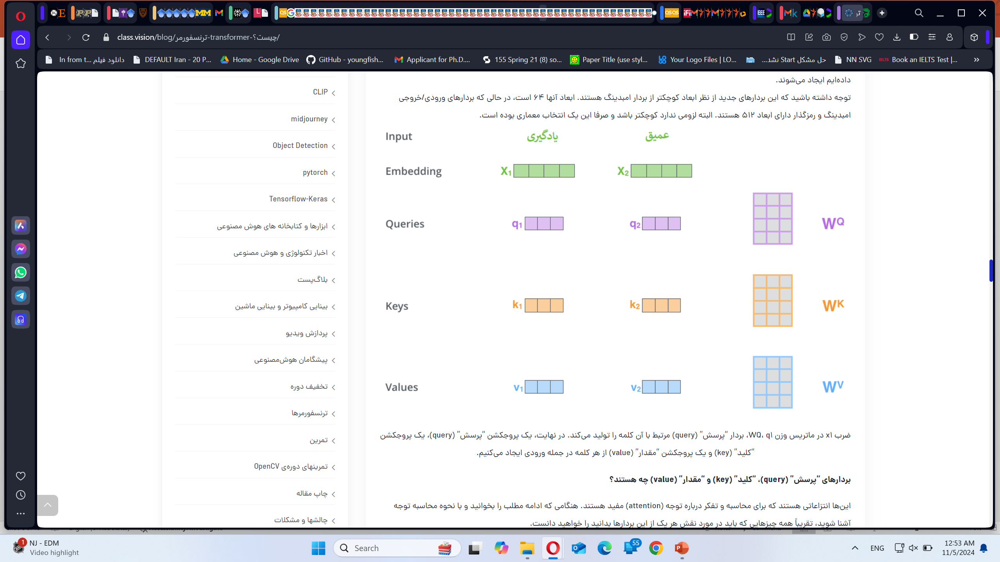 تر
class.vision/blog/ترنسفورمر-transformer-چیست؟/
In from t... دانلود فیلم
DEFAULT Iran - 20 P...
Home - Google Drive
GitHub - youngfish...
Applicant for Ph.D....
155 Spring 21 (8) so...
Paper Title (use styl...
Your Logo Files | LO...
حل مشکل Start نشد...
NN SVG
IELTS Book an IELTS Test |...
CLIP
midjourney
Object Detection
pytorch
Tensorflow-Keras
ابزارها و کتابخانه های هوش مصنوعی
اخبار تکنولوژی و هوش مصنوعی
بلاگ‌پست
بینایی کامپیوتر و بینایی ماشین
پردازش ویدیو
پیشگامان هوش‌مصنوعی
تخفیف دوره
ترنسفورمرها
تمرین
تمرینهای دوره‌ی OpenCV
چاپ مقاله
چالشها و مشکلات
داده‌ایم ایجاد می‌شوند.
توجه داشته باشید که این بردارهای جدید از نظر ابعاد کوچکتر از بردار امبدینگ هستند. ابعاد آنها ۶۴ است، در حالی که بردارهای ورودی/خروجی
امبدینگ و رمزگذار دارای ابعاد ۵۱۲ هستند. البته لزومی ندارد کوچکتر باشد و صرفا این یک انتخاب معماری بوده است.
Input یادگیری عمیق
Embedding X1 X2
Queries q1 q2 WQ
Keys k1 k2 WK
Values v1 v2 WV
ضرب x۱ در ماتریس وزن WQ، q۱، بردار “پرسش” (query) مرتبط با آن کلمه را تولید می‌کند. در نهایت، یک پروجکشن “پرسش” (query)، یک پروجکشن
“کلید” (key) و یک پروجکشن “مقدار” (value) از هر کلمه در جمله ورودی ایجاد می‌کنیم.
بردارهای “پرسش” (query)، “کلید” (key) و “مقدار” (value) چه هستند؟
این‌ها انتزاعاتی هستند که برای محاسبه و تفکر درباره توجه (attention) مفید هستند. هنگامی که ادامه مطلب را بخوانید و با نحوه محاسبه توجه
آشنا شوید، تقریباً همه چیزهایی که باید در مورد نقش هر یک از این بردارها بدانید را خواهید دانست.
1
NJ - EDM
Video highlight
Search
55
ENG
12:53 AM
11/5/2024